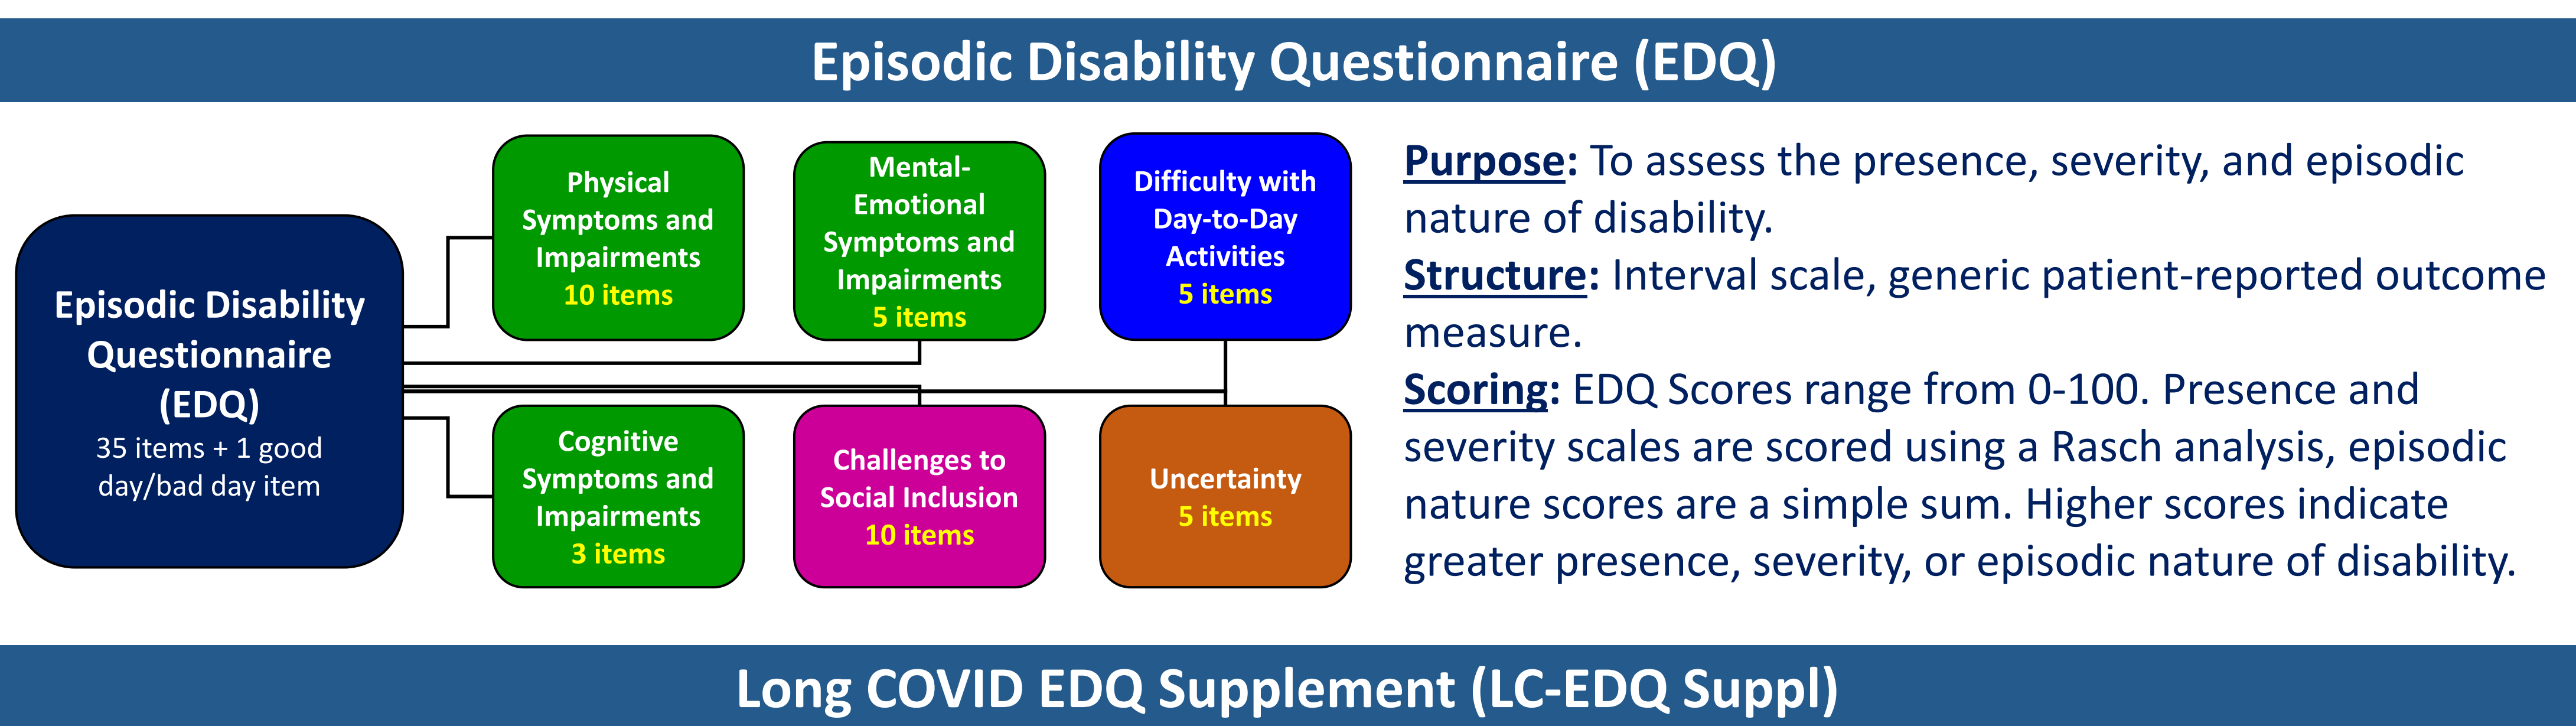 Episodic Disability Questionnaire (EDQ)
Episodic Disability
Questionnaire
(EDQ)
35 items + 1 good
day/bad day item
Physical
Symptoms and
Impairments
10 items
Mental-
Emotional
Symptoms and
Impairments
5 items
Difficulty with
Day-to-Day
Activities
5 items
Cognitive
Symptoms and
Impairments
3 items
Challenges to
Social Inclusion
10 items
Uncertainty
5 items
Purpose: To assess the presence, severity, and episodic
nature of disability.
Structure: Interval scale, generic patient-reported outcome
measure.
Scoring: EDQ Scores range from 0-100. Presence and
severity scales are scored using a Rasch analysis, episodic
nature scores are a simple sum. Higher scores indicate
greater presence, severity, or episodic nature of disability.
Long COVID EDQ Supplement (LC-EDQ Suppl)